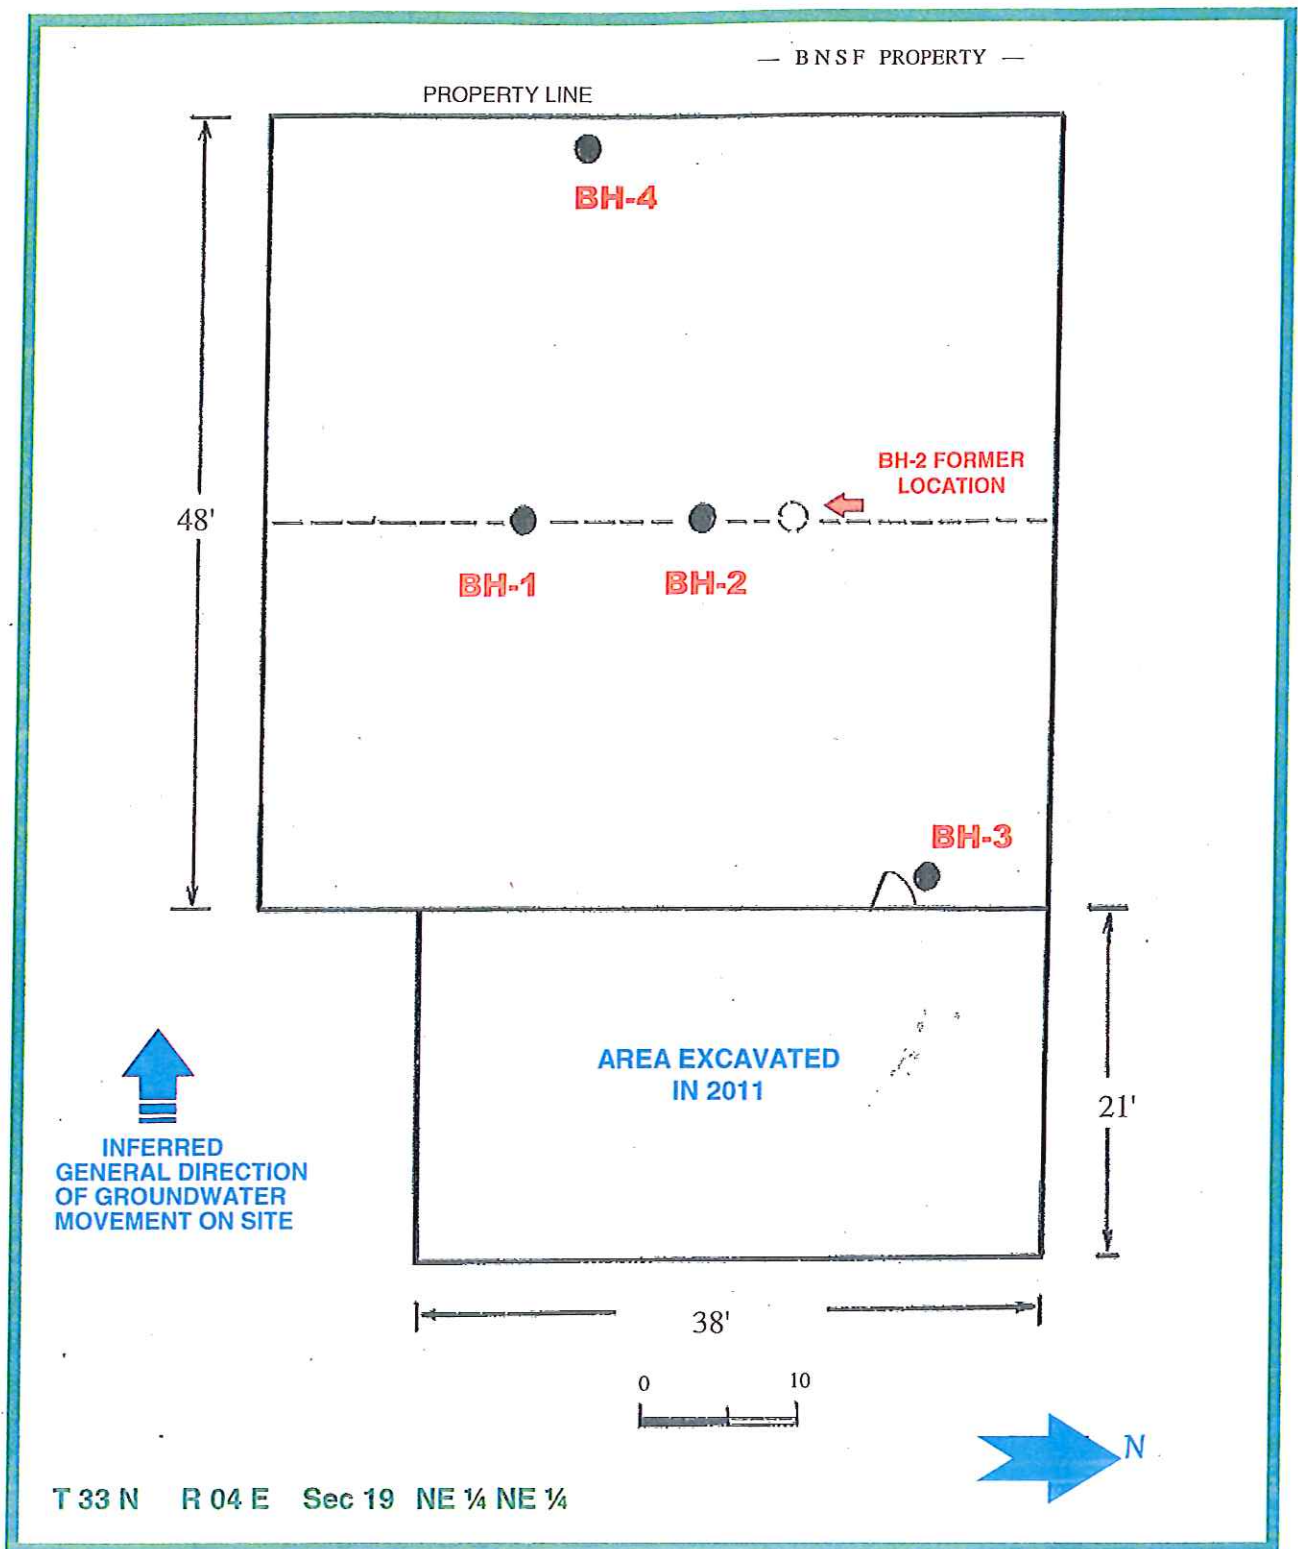 — BNSF PROPERTY —
PROPERTY LINE
BH-4
BH-2 FORMER
LOCATION
48'
BH-1
BH-2
BH-3
AREA EXCAVATED
IN 2011
21'
INFERRED
GENERAL DIRECTION
OF GROUNDWATER
MOVEMENT ON SITE
38'
0 10
N
T 33 N R 04 E Sec 19 NE ¼ NE ¼